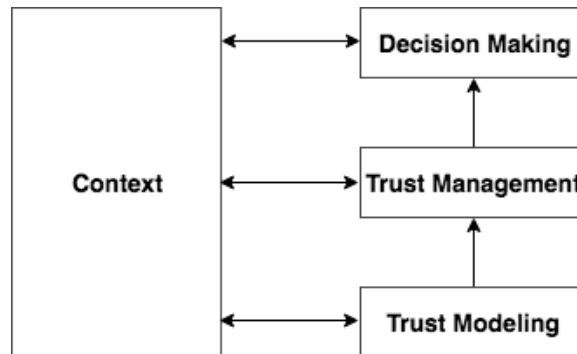 Decision Making
Context
Trust Management
Trust Modeling